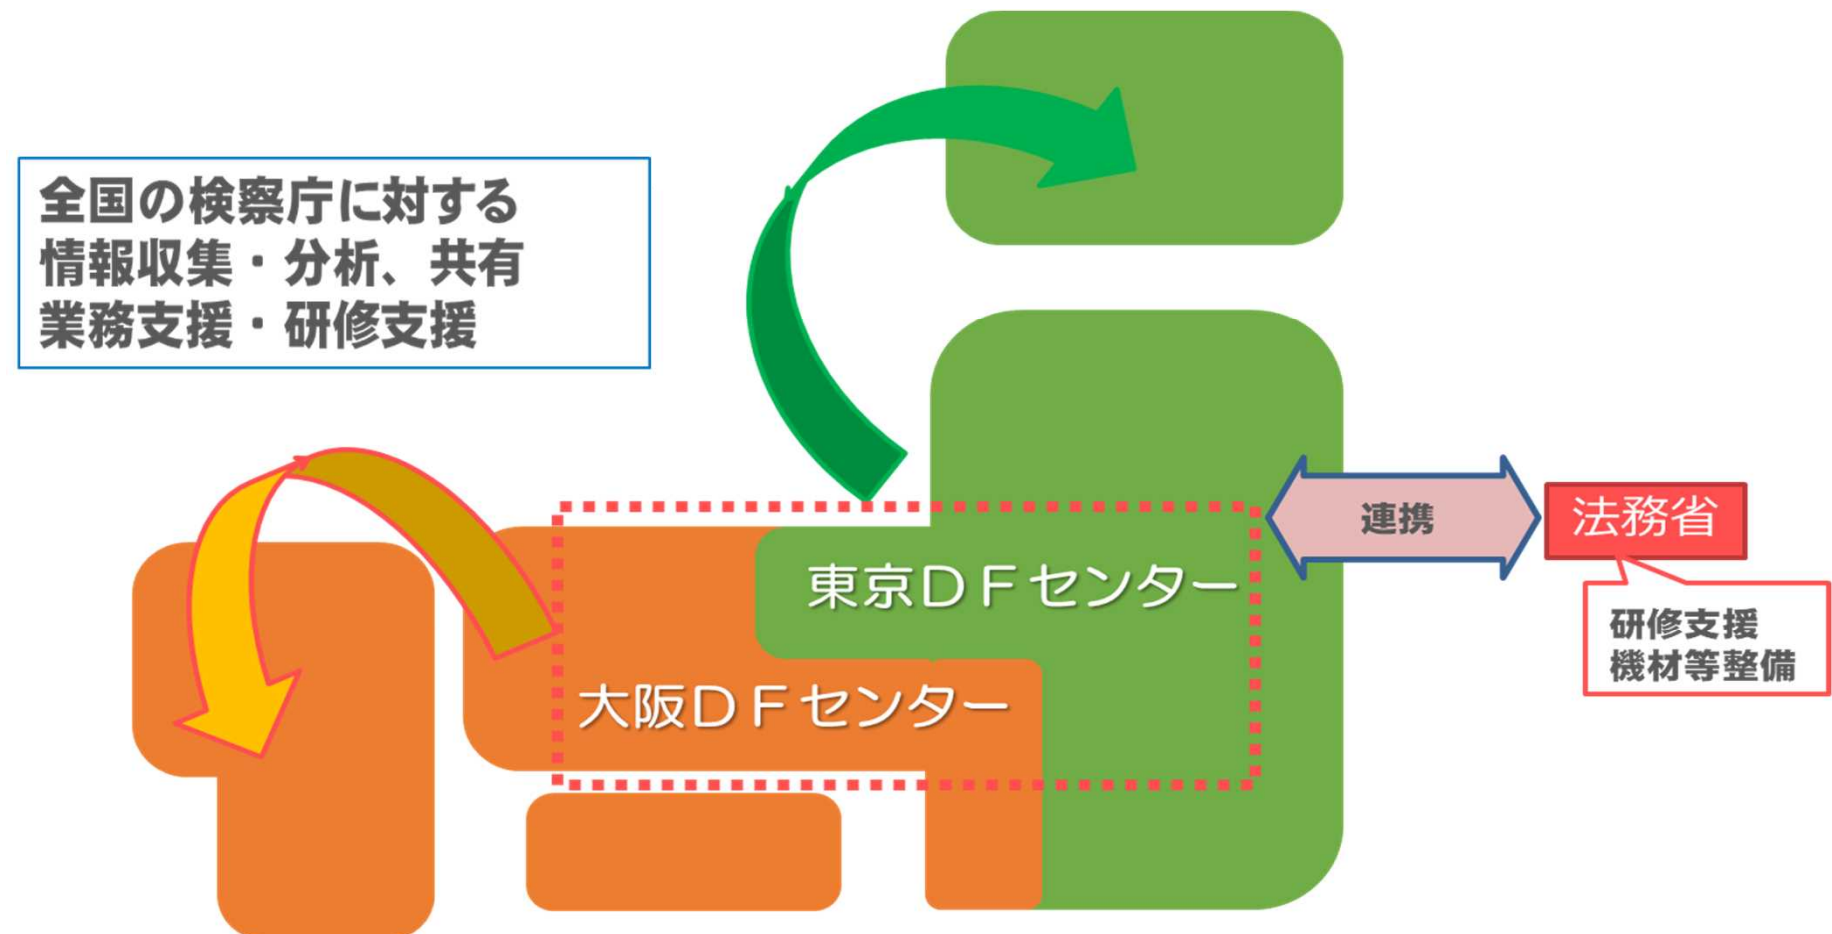 全国の検察庁に対する
情報収集・分析、共有
業務支援・研修支援
連携
法務省
東京ＤＦセンター
研修支援
機材等整備
大阪ＤＦセンター